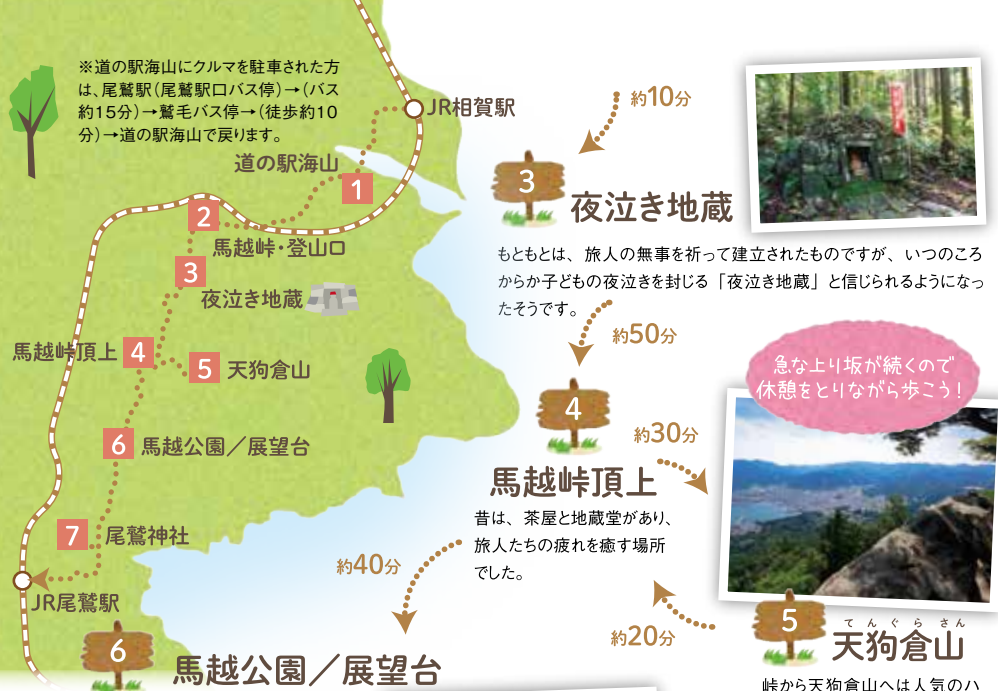 ※道の駅海山にクルマを駐車された方
は、尾鷲駅（尾鷲駅口バス停）→（バス
約15分）→鷲毛バス停→（徒歩約10
分）→道の駅海山で戻ります。
JR相賀駅
道の駅海山
1
2
馬越峠・登山口
3
夜泣き地蔵
馬越峠頂上
4
5
天狗倉山
6
馬越公園／展望台
7
尾鷲神社
JR尾鷲駅
約10分
3
夜泣き地蔵
もともとは、旅人の無事を祈って建立されたものですが、いつのころ
からか子どもの夜泣きを封じる「夜泣き地蔵」と信じられるようになっ
たそうです。
約50分
急な上り坂が続くので
休憩をとりながら歩こう！
4
馬越峠頂上
昔は、茶屋と地蔵堂があり、
旅人たちの疲れを癒す場所
でした。
約30分
約40分
約20分
5
てんぐらさん
天狗倉山
峠から天狗倉山へは人気のハ
6
馬越公園／展望台